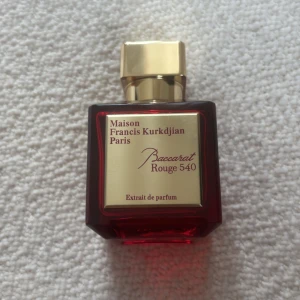 Maison
Francis Kurkdjian
Paris
Baccarat
Rouge 540
Extrait de parfum